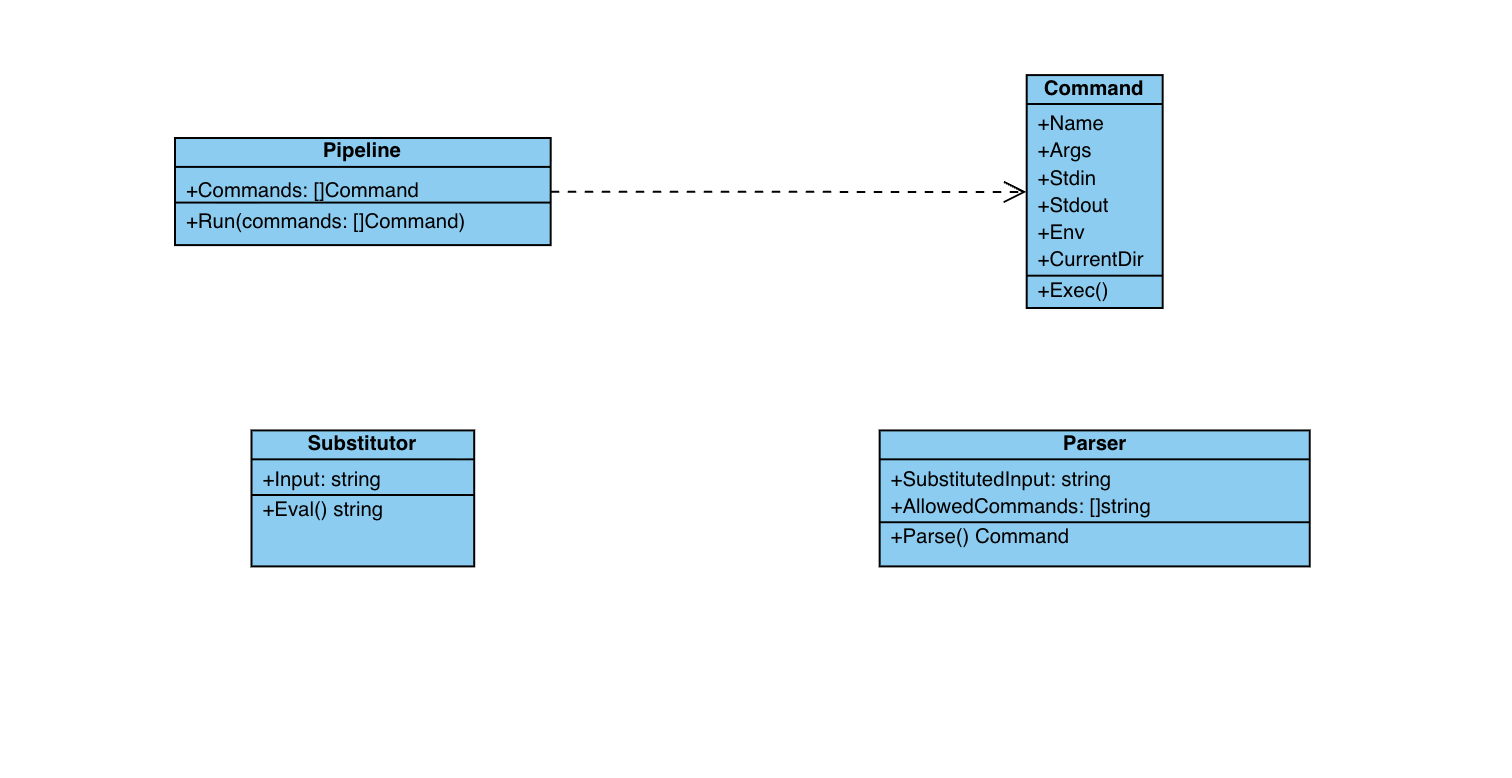 Pipeline
+Commands: []Command
+Run(commands: []Command)
Command
+Name
+Args
+Stdin
+Stdout
+Env
+CurrentDir
+Exec()
Substitutor
+Input: string
+Eval() string
Parser
+SubstitutedInput: string
+AllowedCommands: []string
+Parse() Command